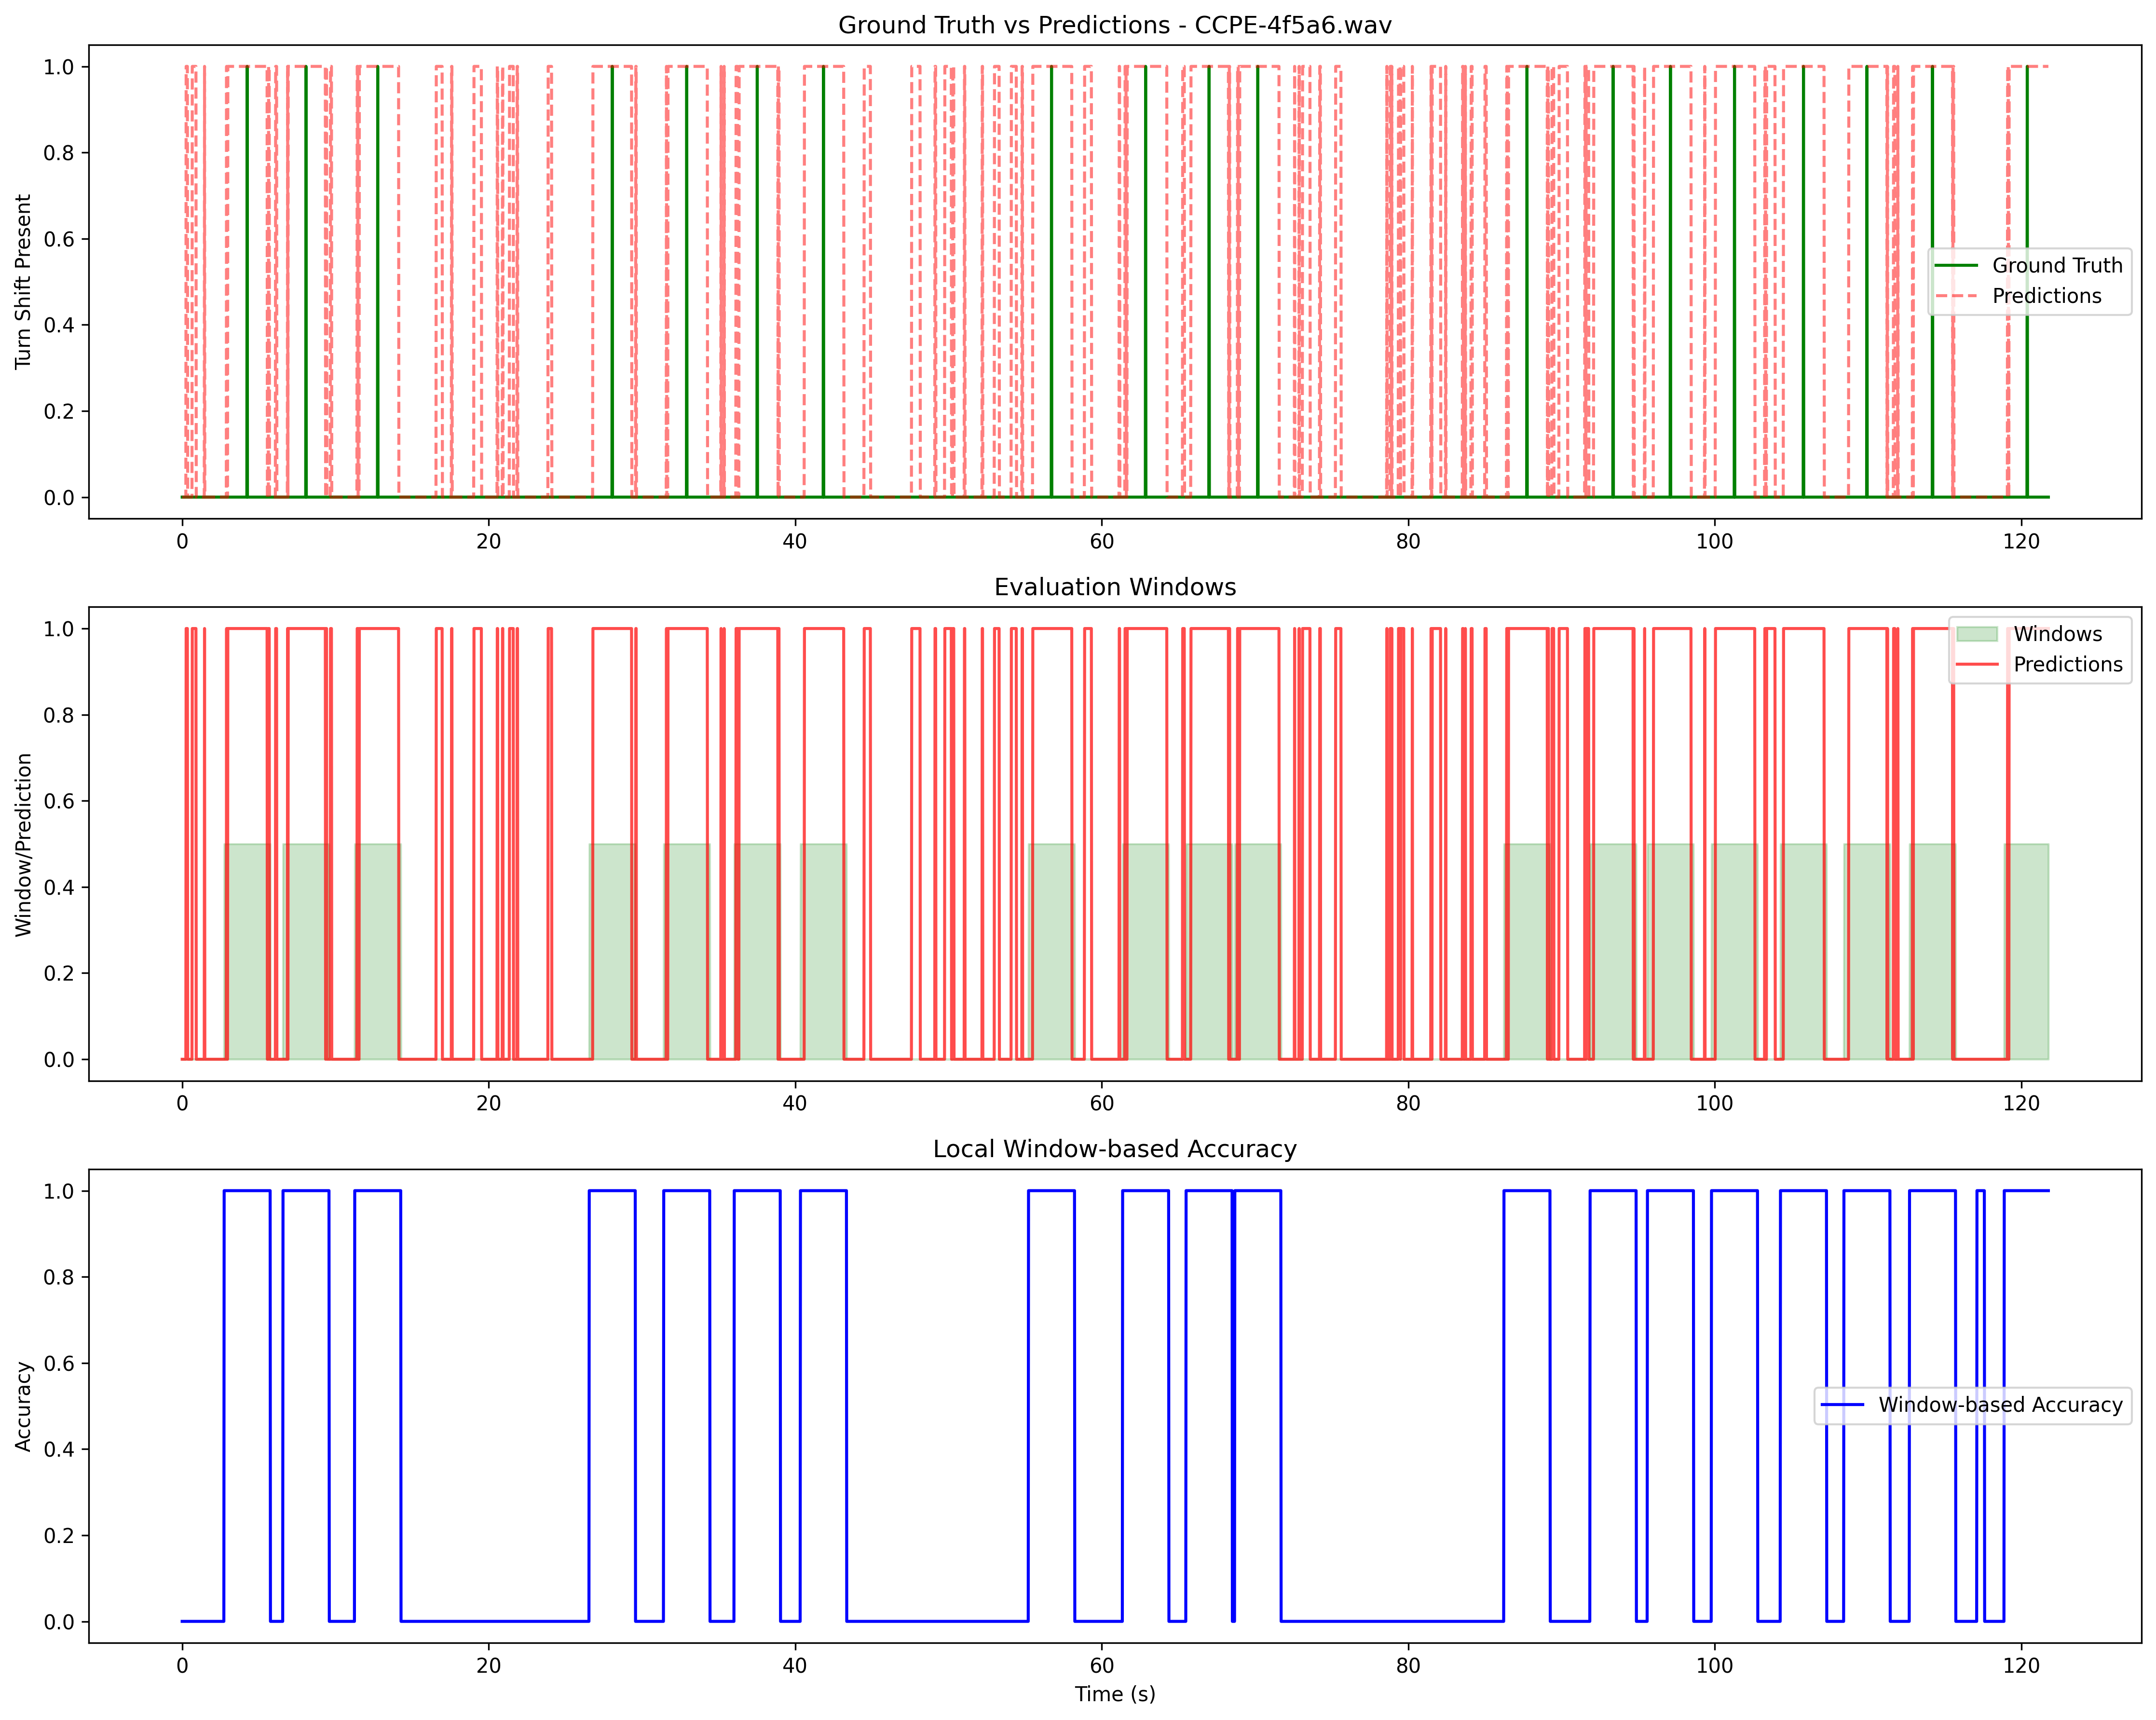 Ground Truth vs Predictions - CCPE-4f5a6.wav
1.0
0.8
0.6
0.4
0.2
0.0
Turn Shift Present
Ground Truth
Predictions
0 20 40 60 80 100 120
Evaluation Windows
1.0
0.8
0.6
0.4
0.2
0.0
Window/Prediction
Windows
Predictions
0 20 40 60 80 100 120
Local Window-based Accuracy
1.0
0.8
0.6
0.4
0.2
0.0
Accuracy
Window-based Accuracy
0 20 40 60 80 100 120
Time (s)